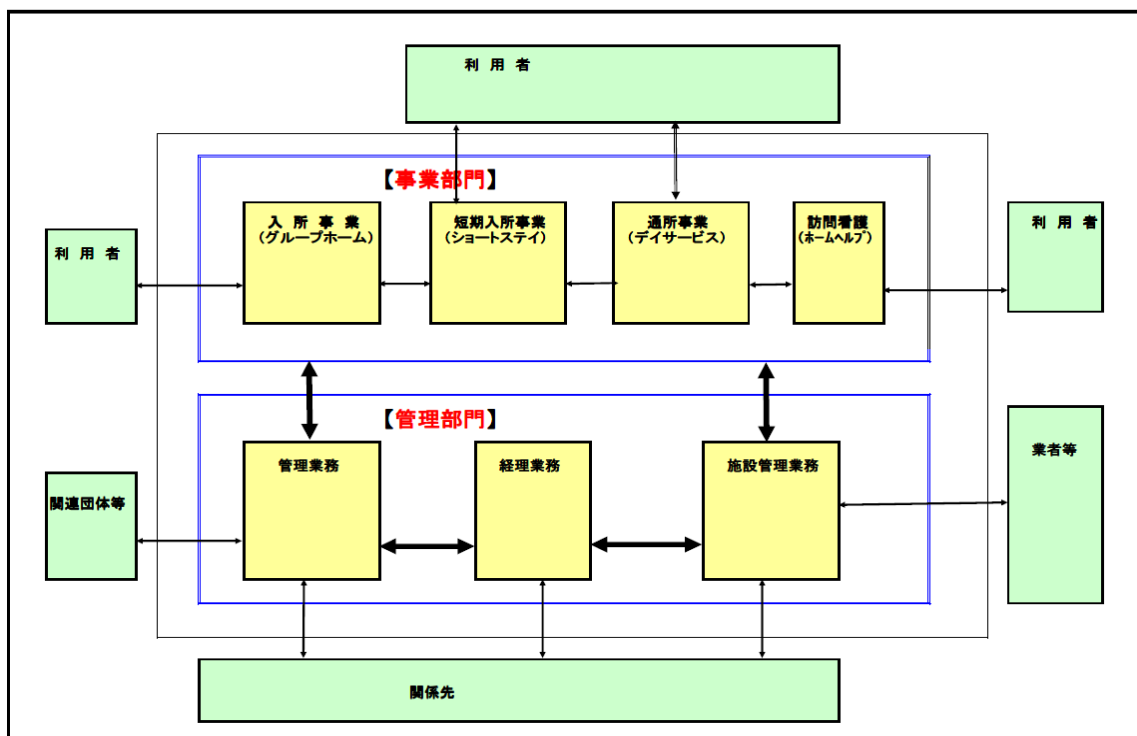 利 用 者
【事業部門】
入 所 事 業
(グループホーム)
短期入所事業
(ショートステイ)
通所事業
(デイサービス)
訪問看護
(ホームヘルプ)
利 用 者
利 用 者
【管理部門】
管理業務
経理業務
施設管理業務
業者等
関連団体等
関係先